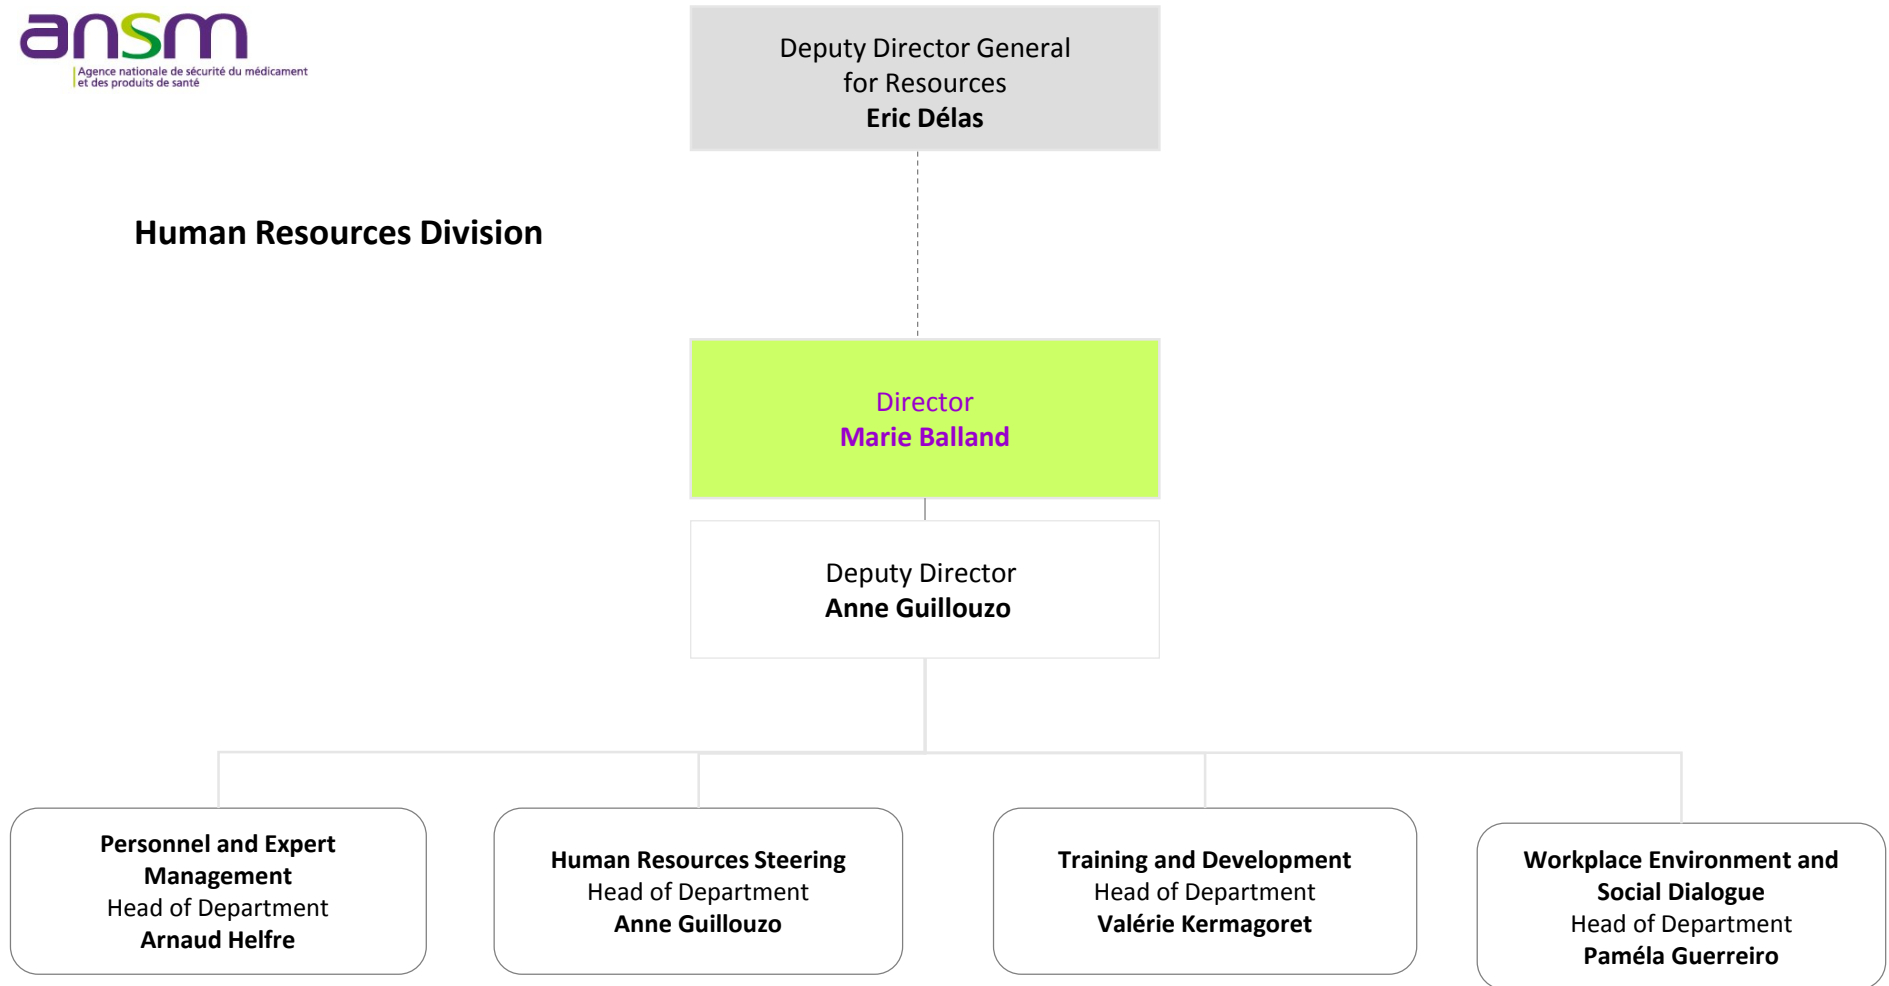 ansm
Agence nationale de sécurité du médicament
et des produits de santé
Deputy Director General
for Resources
Eric Délas
Human Resources Division
Director
Marie Balland
Deputy Director
Anne Guillouzo
Personnel and Expert
Management
Head of Department
Arnaud Helfre
Human Resources Steering
Head of Department
Anne Guillouzo
Training and Development
Head of Department
Valérie Kermagoret
Workplace Environment and
Social Dialogue
Head of Department
Paméla Guerreiro